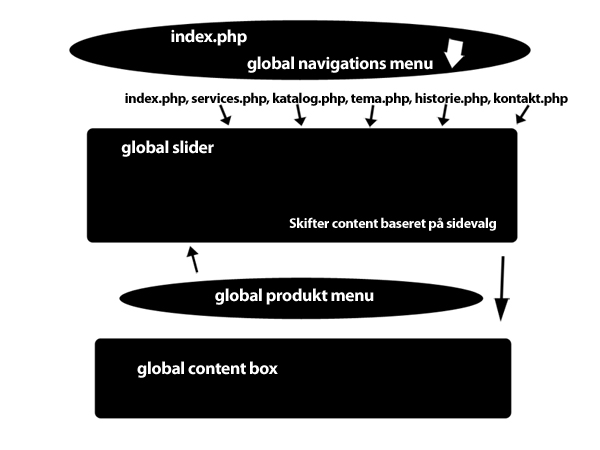 index.php
global navigations menu
index.php, services.php, katalog.php, tema.php, historie.php, kontakt.php
global slider
Skifter content baseret på sidevalg
global produkt menu
global content box